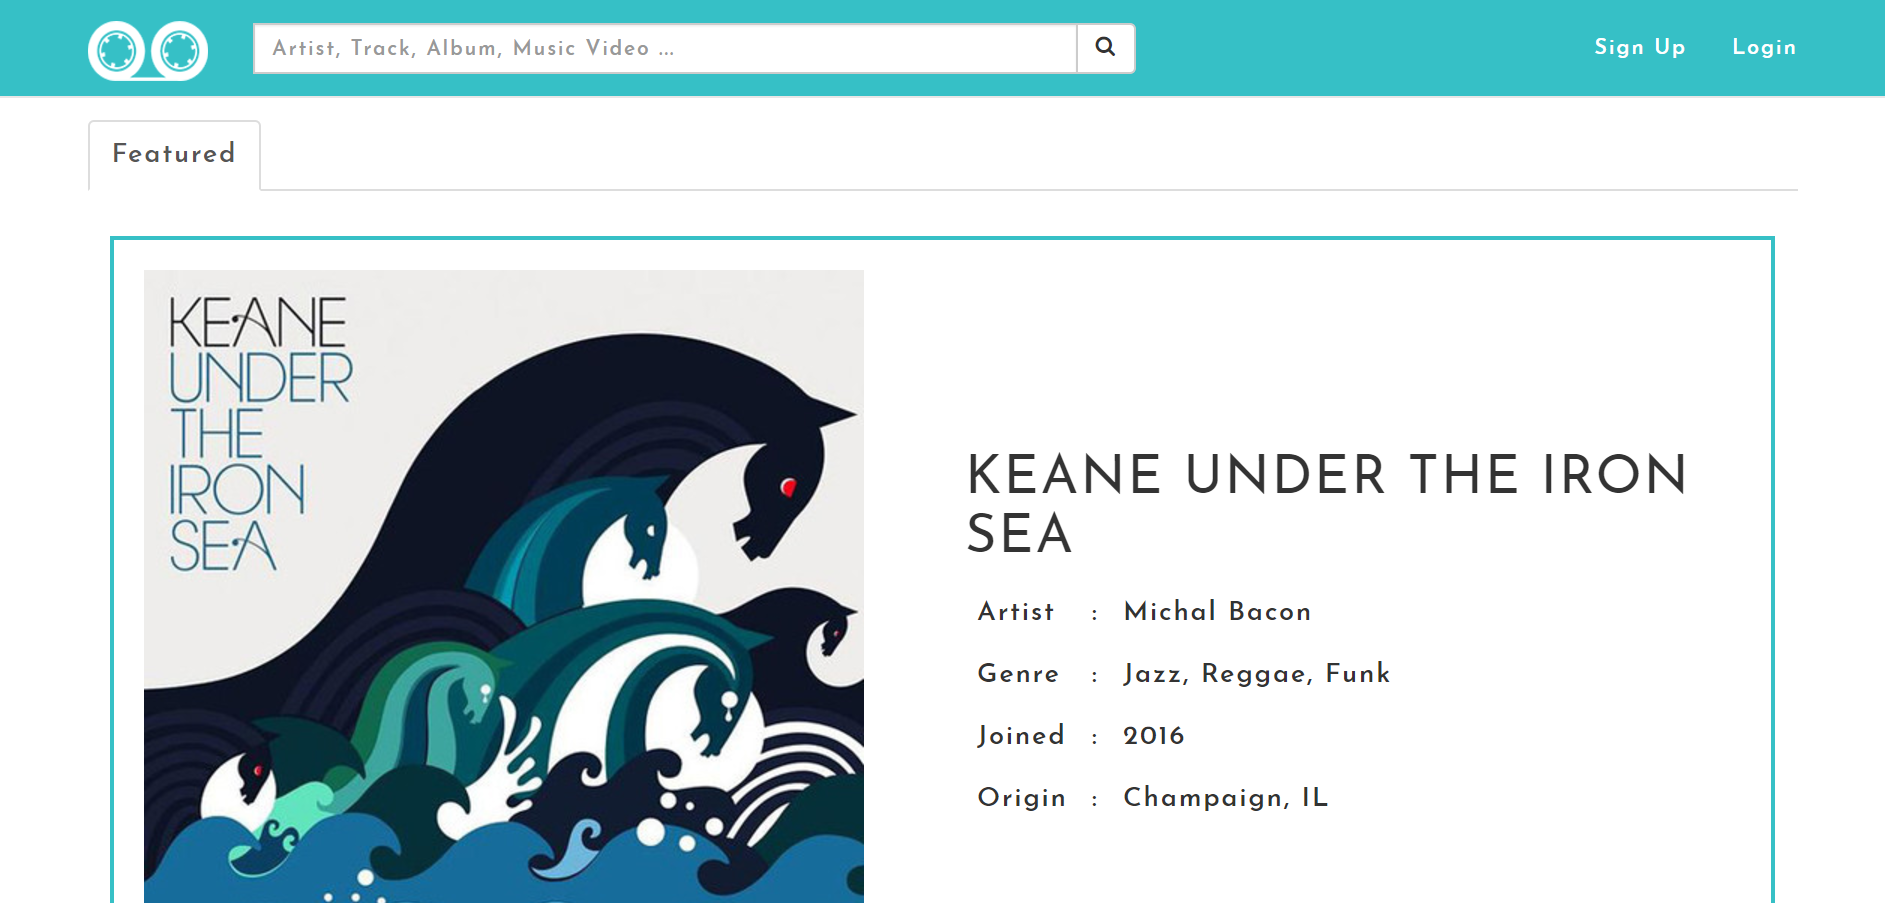 Artist, Track, Album, Music Video ...
Sign Up
Login
Featured
KEANE
UNDER
THE
IRON
SEA
KEANE UNDER THE IRON
SEA
Artist : Michal Bacon
Genre : Jazz, Reggae, Funk
Joined : 2016
Origin : Champaign, IL